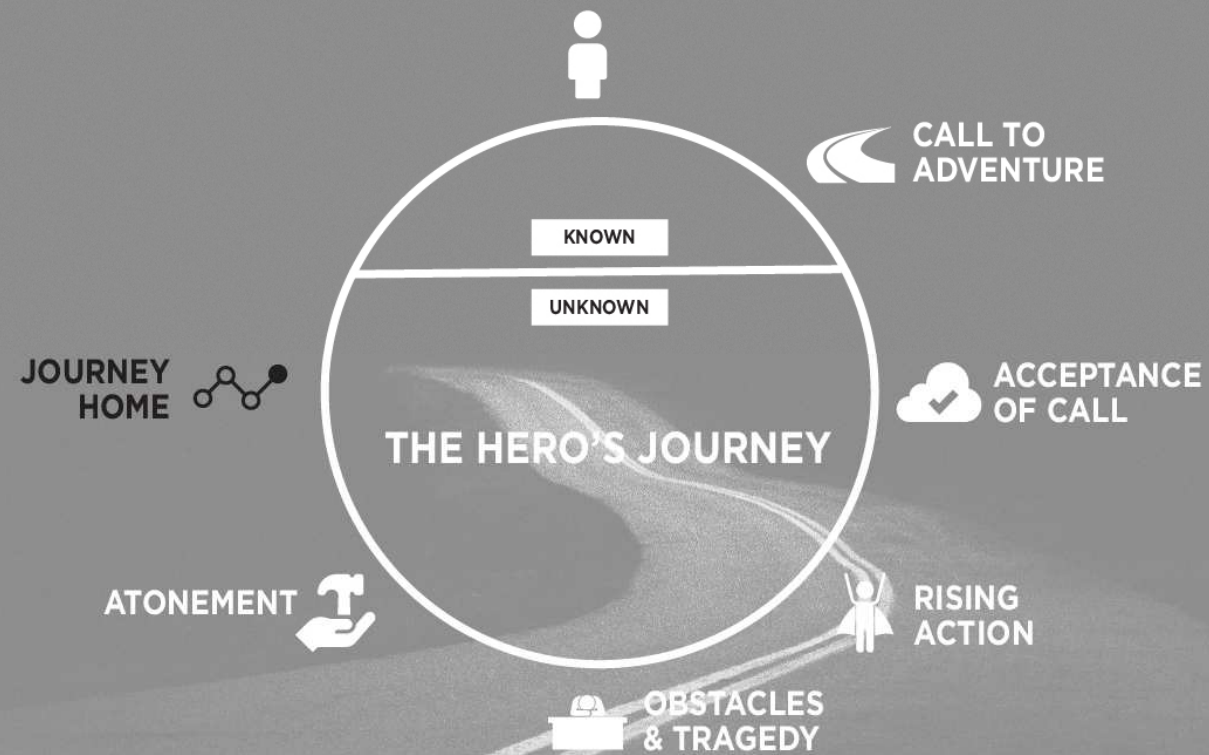 CALL TO
ADVENTURE
KNOWN
UNKNOWN
JOURNEY
HOME
ACCEPTANCE
OF CALL
THE HERO'S JOURNEY
ATONEMENT
RISING
ACTION
OBSTACLES
& TRAGEDY